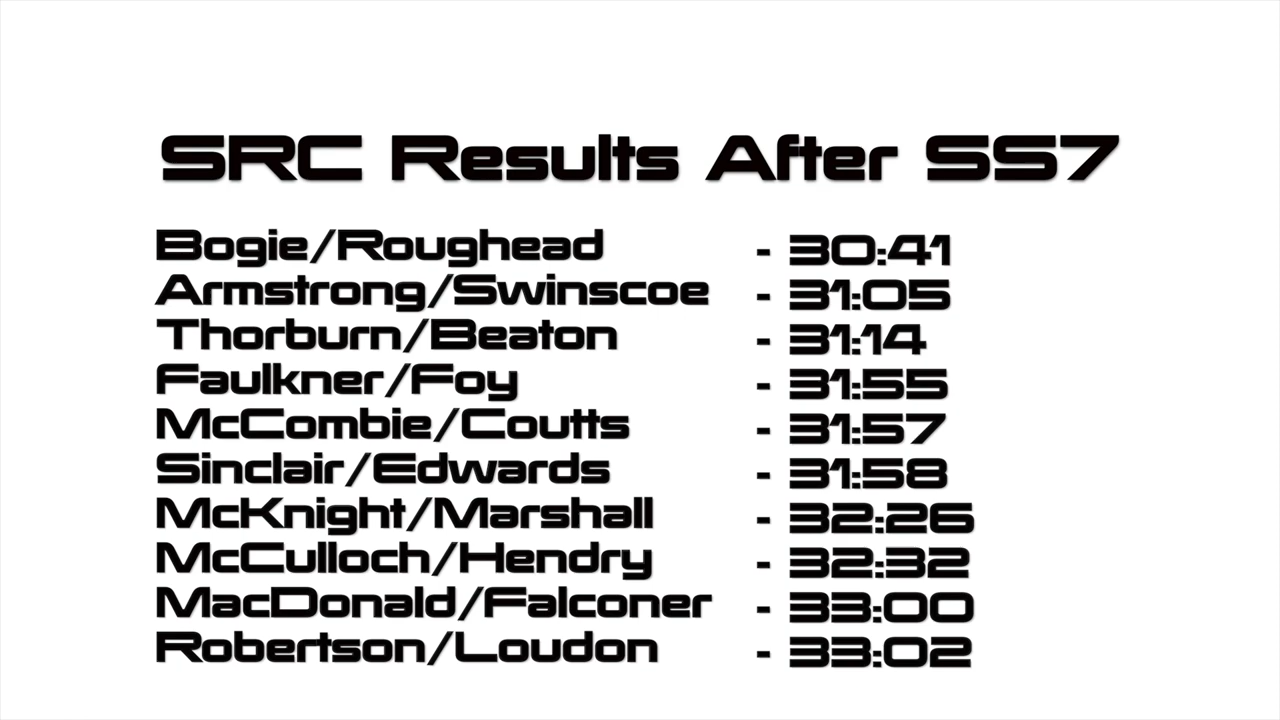 SRC Results After SS7
Bogie/Roughead - 30:41
Armstrong/Swinscoe - 31:05
Thorburn/Beaton - 31:14
Faulkner/Foy - 31:55
McCombie/Coutts - 31:57
Sinclair/Edwards - 31:58
McKnight/Marshall - 32:26
McCulloch/Hendry - 32:32
MacDonald/Falconer - 33:00
Robertson/Loudon - 33:02